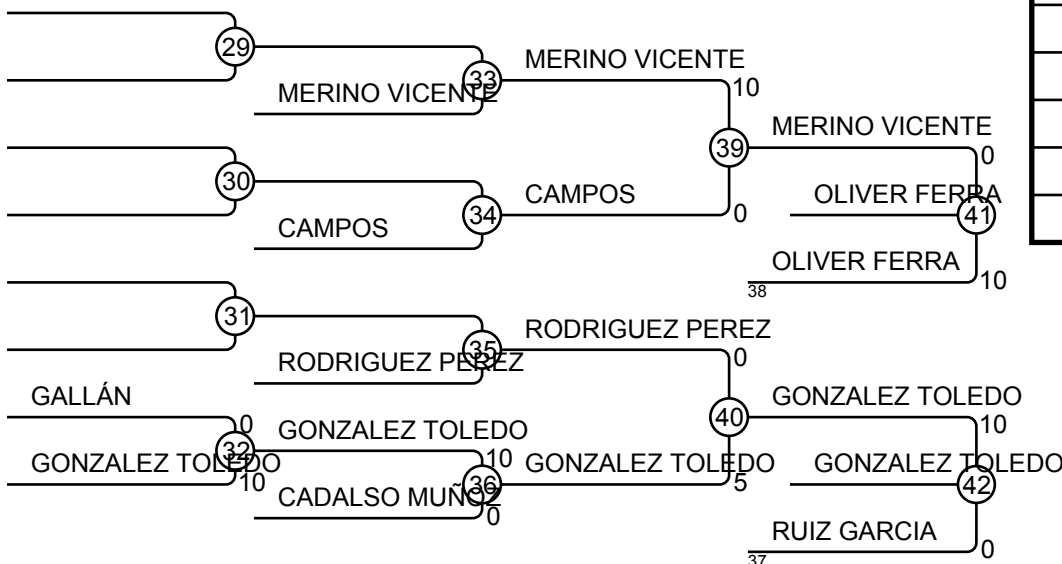 29
MERINO VICENTE
33
MERINO VICENTE
10
30
CAMPOS
34
CAMPOS
0
39
MERINO VICENTE
0
OLIVER FERRA
41
OLIVER FERRA
38
10
31
RODRIGUEZ PEREZ
35
RODRIGUEZ PEREZ
0
GALLÁN
0
32
GONZALEZ TOLEDO
10
GONZALEZ TOLEDO
10
36
CADALSO MUÑOZ
0
GONZALEZ TOLEDO
5
40
GONZALEZ TOLEDO
10
GONZALEZ TOLEDO
42
RUIZ GARCIA
37
0